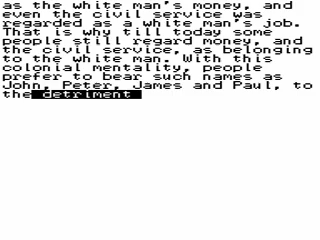 as the white man's money, and
even the civil service was
regarded as a white man's job.
That is why till today some
people still regard money, and
the civil service, as belonging
to the white man. With this
colonial mentality, people
prefer to bear such names as
John, Peter, James and Paul, to
the detriment